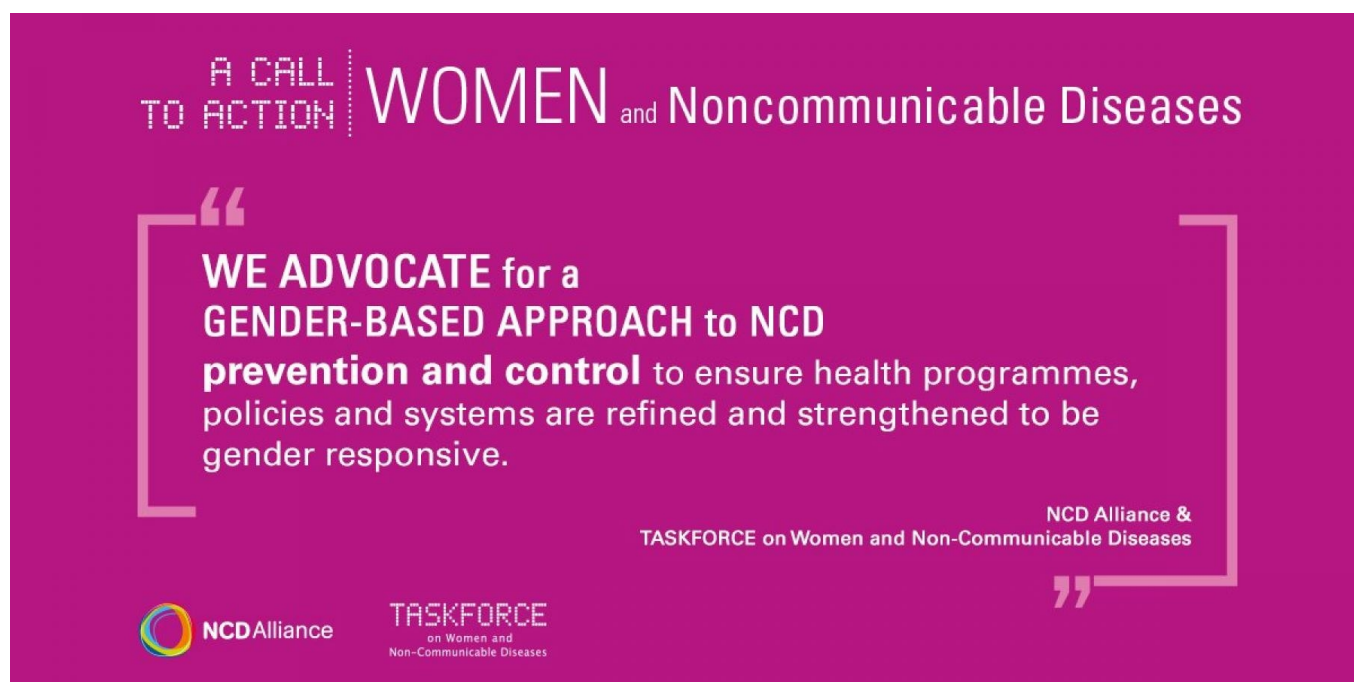 A CALL
TO ACTION
WOMEN and Noncommunicable Diseases
“
WE ADVOCATE for a
GENDER-BASED APPROACH to NCD
prevention and control to ensure health programmes,
policies and systems are refined and strengthened to be
gender responsive.
NCD Alliance &
TASKFORCE on Women and Non-Communicable Diseases
”
NCD Alliance
TASKFORCE
on Women and
Non-Communicable Diseases